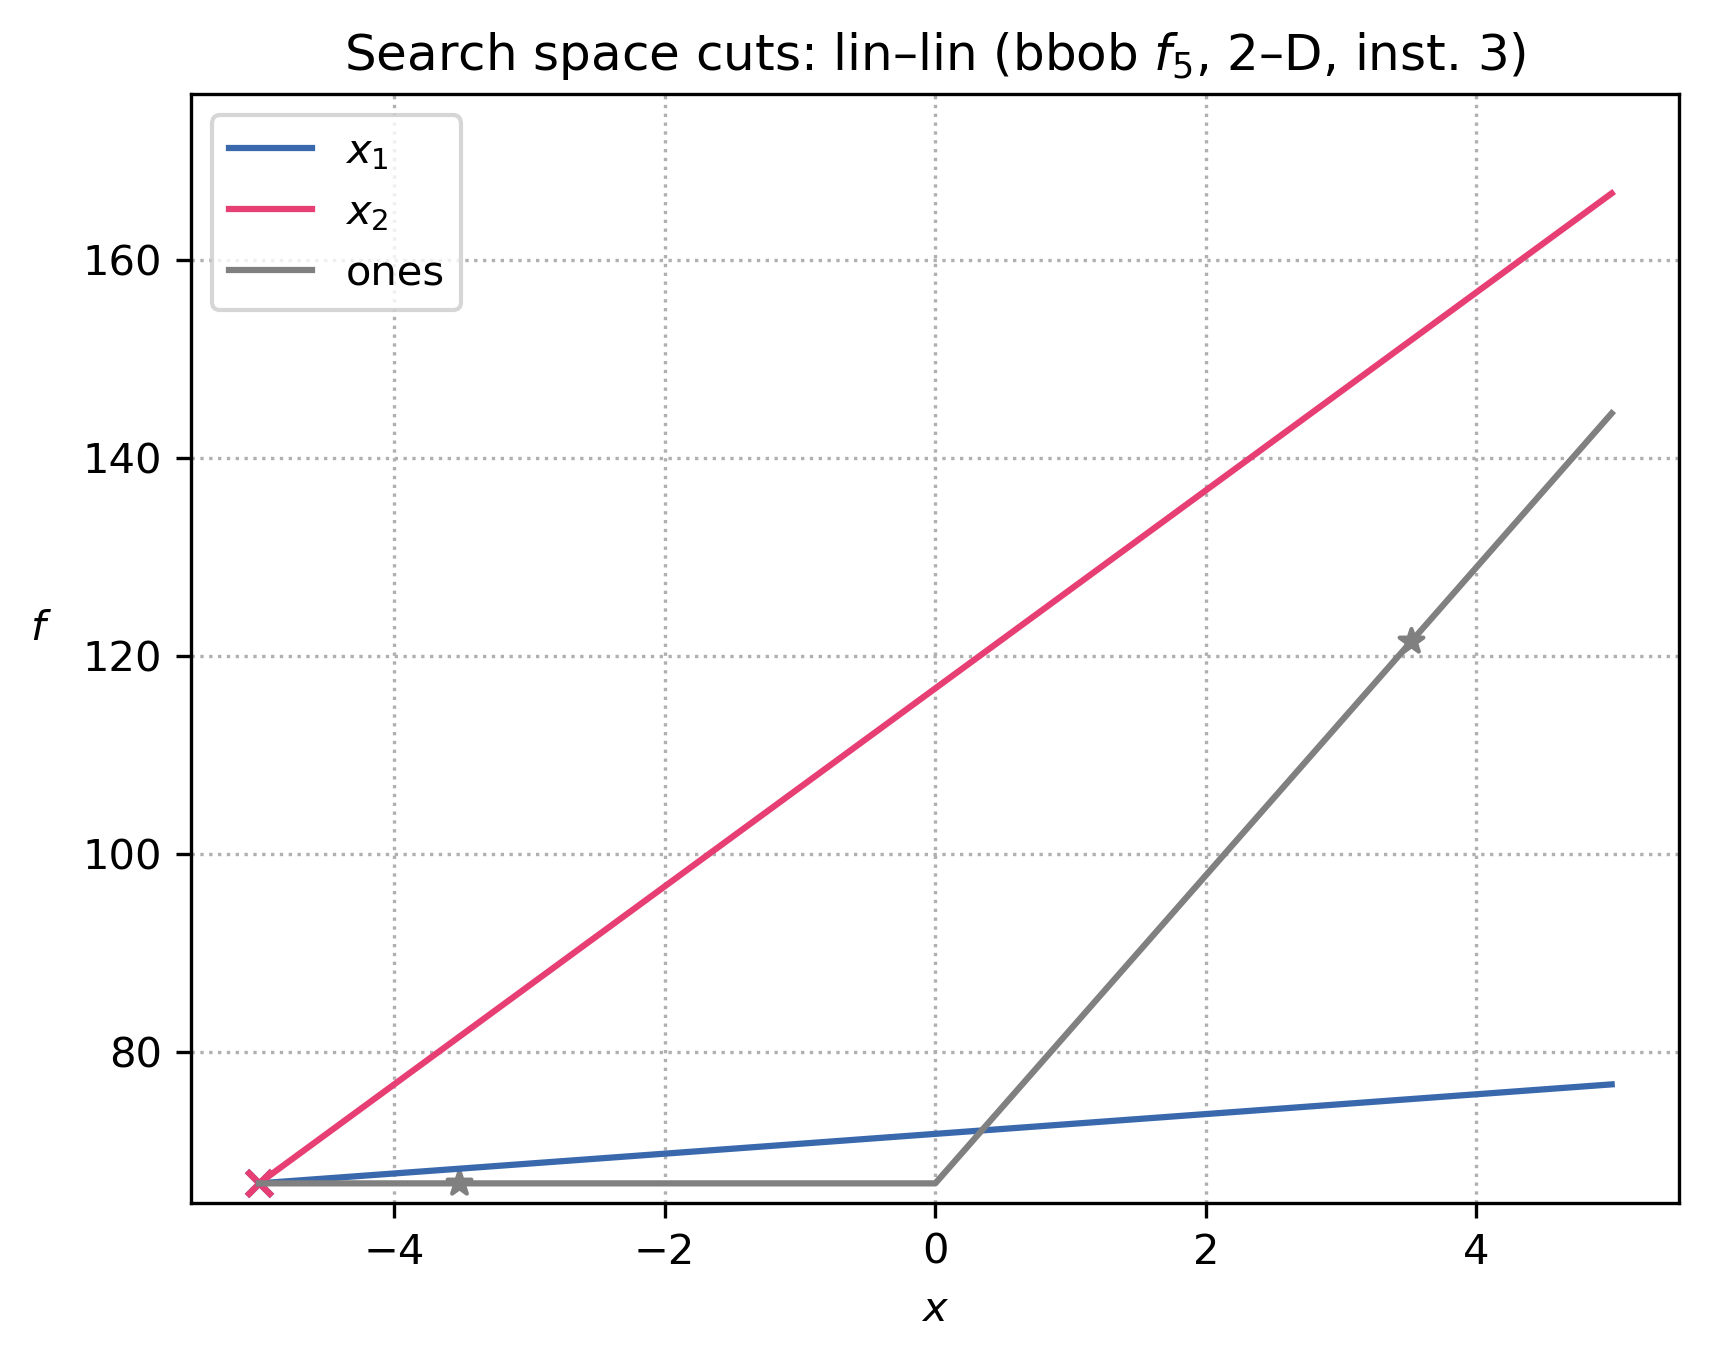 Search space cuts: lin–lin (bbob f₅, 2–D, inst. 3)
x₁
x₂
ones
160
140
120
100
80
f
−4 −2 0 2 4
x